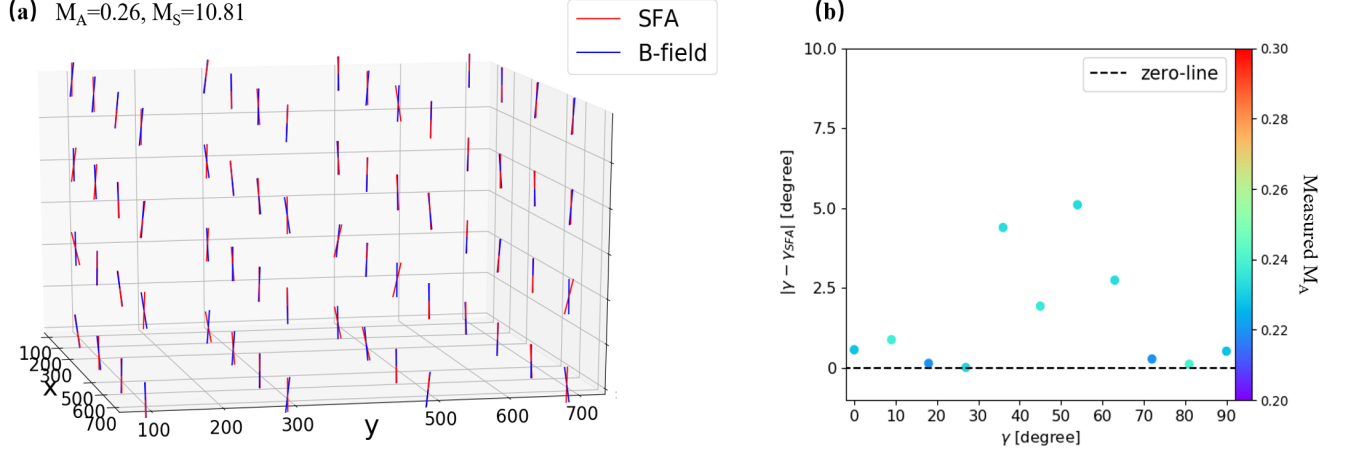 (a) M_A=0.26, M_S=10.81
SFA
B-field
100
200
300
500
600
700
x
100
200
300
500
600
700
y
(b)
10.0
7.5
5.0
2.5
0
|γ − γ_SFA| [degree]
zero-line
0 10 20 30 40 50 60 70 80 90
γ [degree]
0.30
0.28
0.26
0.24
0.22
0.20
Measured M_A